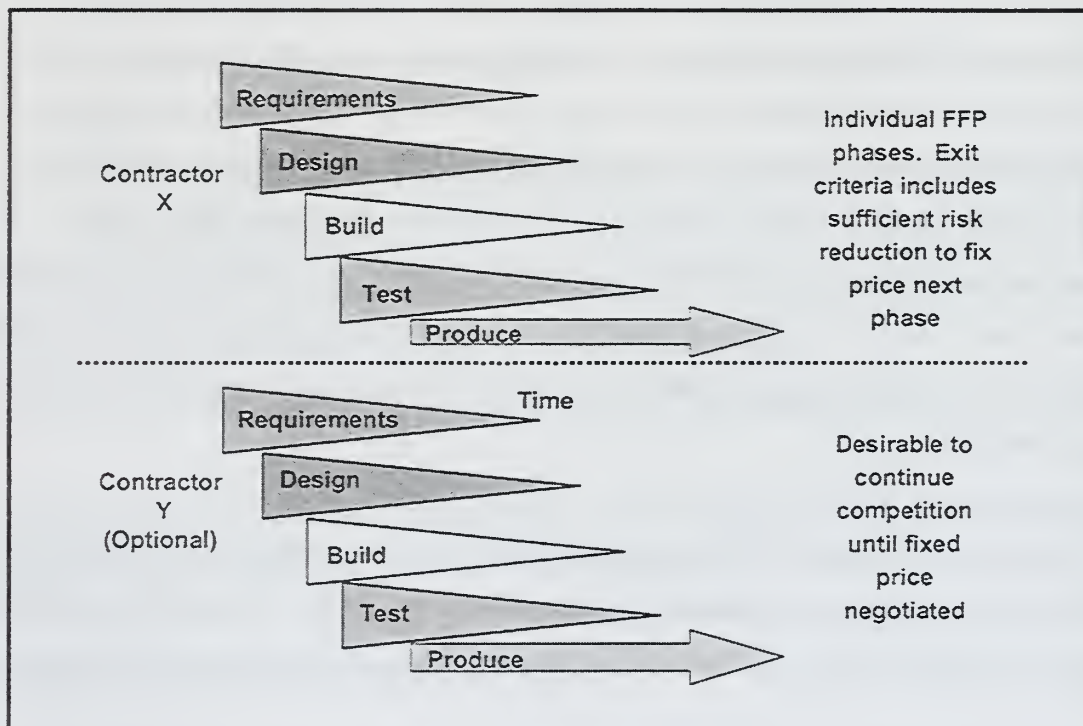 Requirements
Design
Contractor
X
Build
Test
Produce
Individual FFP
phases. Exit
criteria includes
sufficient risk
reduction to fix
price next
phase
Time
Requirements
Design
Contractor
Y
(Optional)
Build
Test
Produce
Desirable to
continue
competition
until fixed
price
negotiated